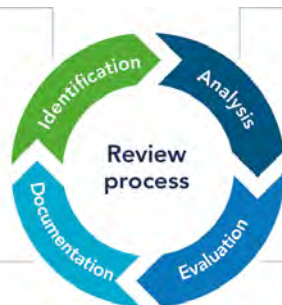 Identification
Analysis
Review
process
Documentation
Evaluation